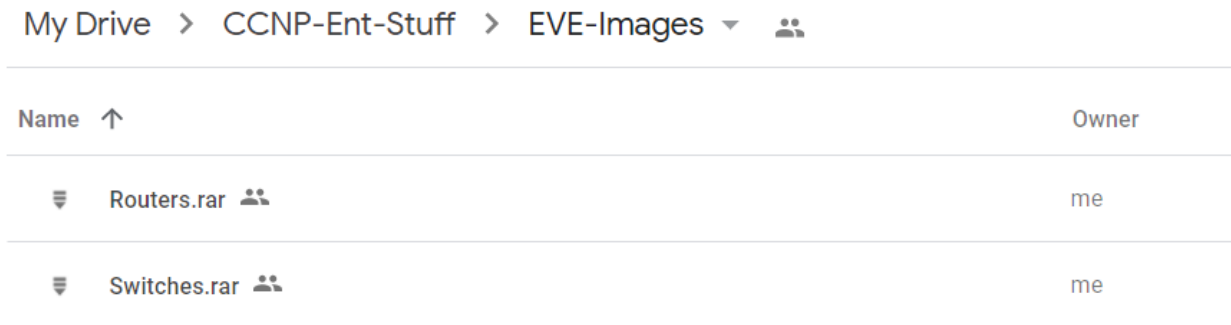 My Drive > CCNP-Ent-Stuff > EVE-Images
Name Owner
Routers.rar me
Switches.rar me